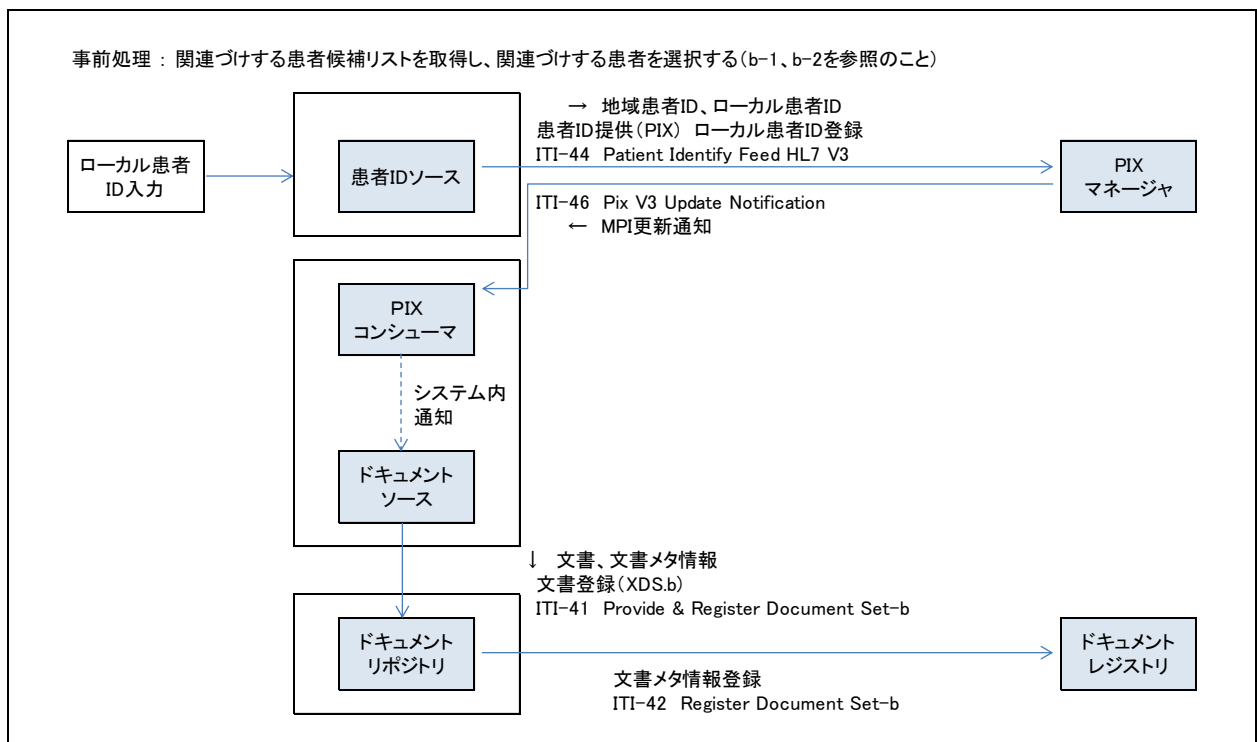 事前処理 : 関連づけする患者候補リストを取得し、関連づけする患者を選択する(b-1、b-2を参照のこと)
→ 地域患者ID、ローカル患者ID
患者ID提供(PIX) ローカル患者ID登録
ITI-44 Patient Identify Feed HL7 V3
ローカル患者
ID入力
患者IDソース
PIX
マネージャ
ITI-46 Pix V3 Update Notification
← MPI更新通知
PIX
コンシューマ
システム内
通知
ドキュメント
ソース
↓ 文書、文書メタ情報
文書登録(XDS.b)
ITI-41 Provide & Register Document Set-b
ドキュメント
リポジトリ
ドキュメント
レジストリ
文書メタ情報登録
ITI-42 Register Document Set-b